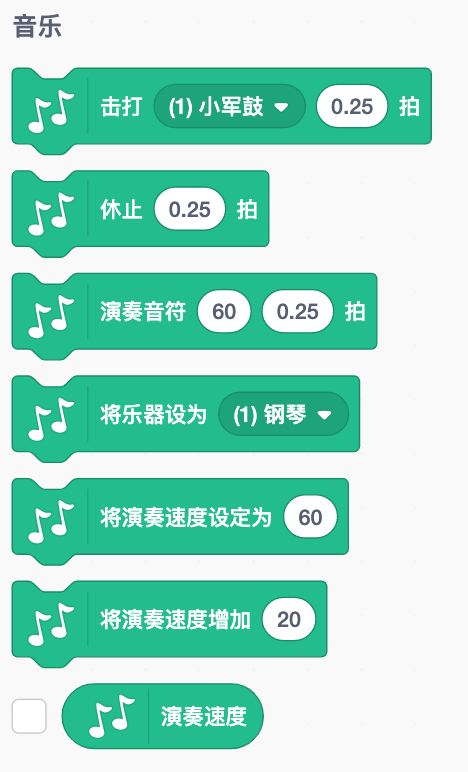 音乐
击打 (1) 小军鼓 0.25 拍
休止 0.25 拍
演奏音符 60 0.25 拍
将乐器设为 (1) 钢琴
将演奏速度设定为 60
将演奏速度增加 20
演奏速度